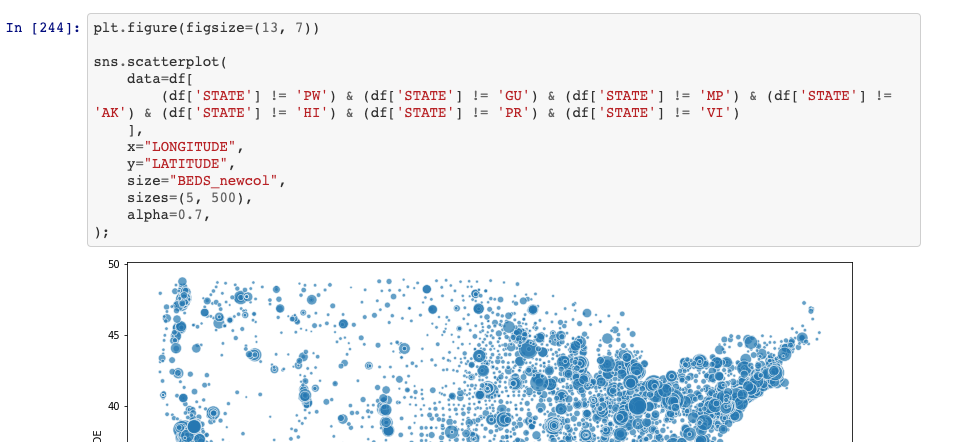 In [244]: plt.figure(figsize=(13, 7))
sns.scatterplot(
    data=df[
        (df['STATE'] != 'PW') & (df['STATE'] != 'GU') & (df['STATE'] != 'MP') & (df['STATE'] !=
'AK') & (df['STATE'] != 'HI') & (df['STATE'] != 'PR') & (df['STATE'] != 'VI')
    ],
    x="LONGITUDE",
    y="LATITUDE",
    size="BEDS_newcol",
    sizes=(5, 500),
    alpha=0.7,
);
50
45
40
DE